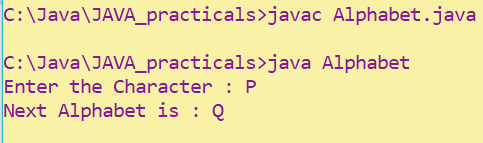 C:\Java\JAVA_practicals>javac Alphabet.java
C:\Java\JAVA_practicals>java Alphabet
Enter the Character : P
Next Alphabet is : Q